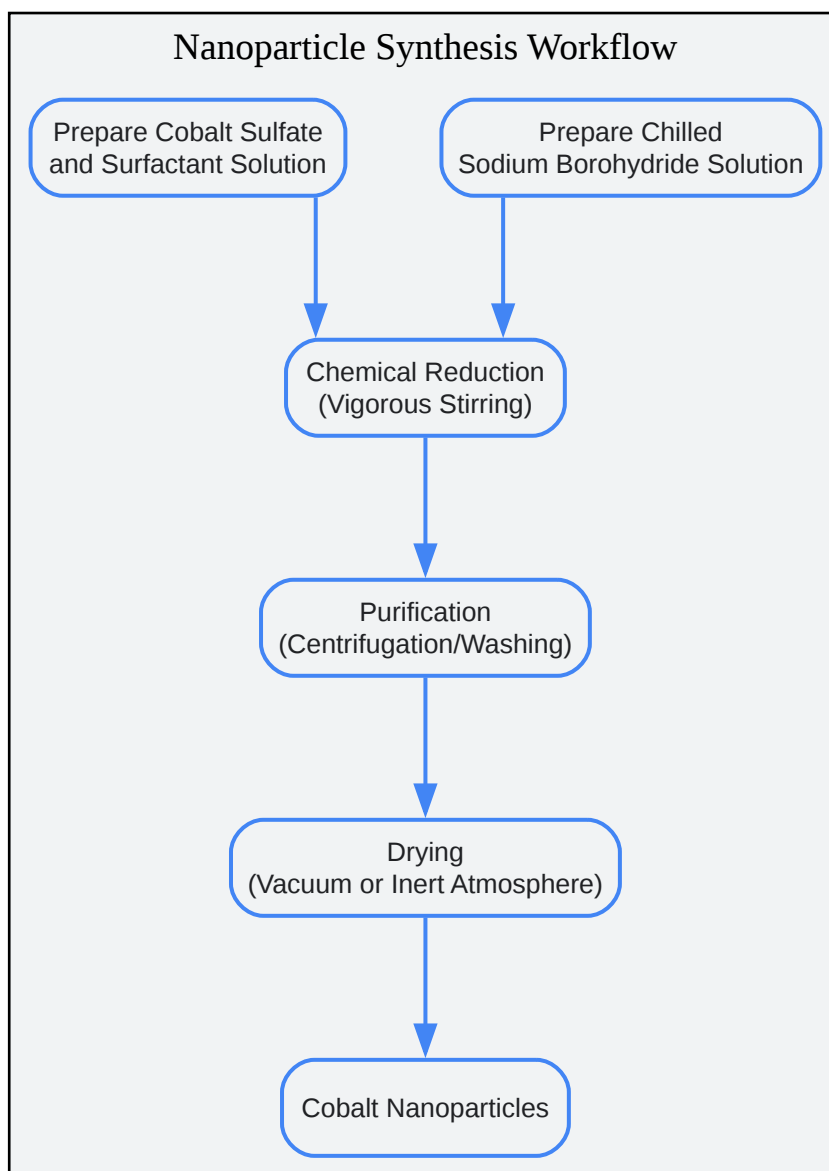 Nanoparticle Synthesis Workflow
Prepare Cobalt Sulfate
and Surfactant Solution
Prepare Chilled
Sodium Borohydride Solution
Chemical Reduction
(Vigorous Stirring)
Purification
(Centrifugation/Washing)
Drying
(Vacuum or Inert Atmosphere)
Cobalt Nanoparticles